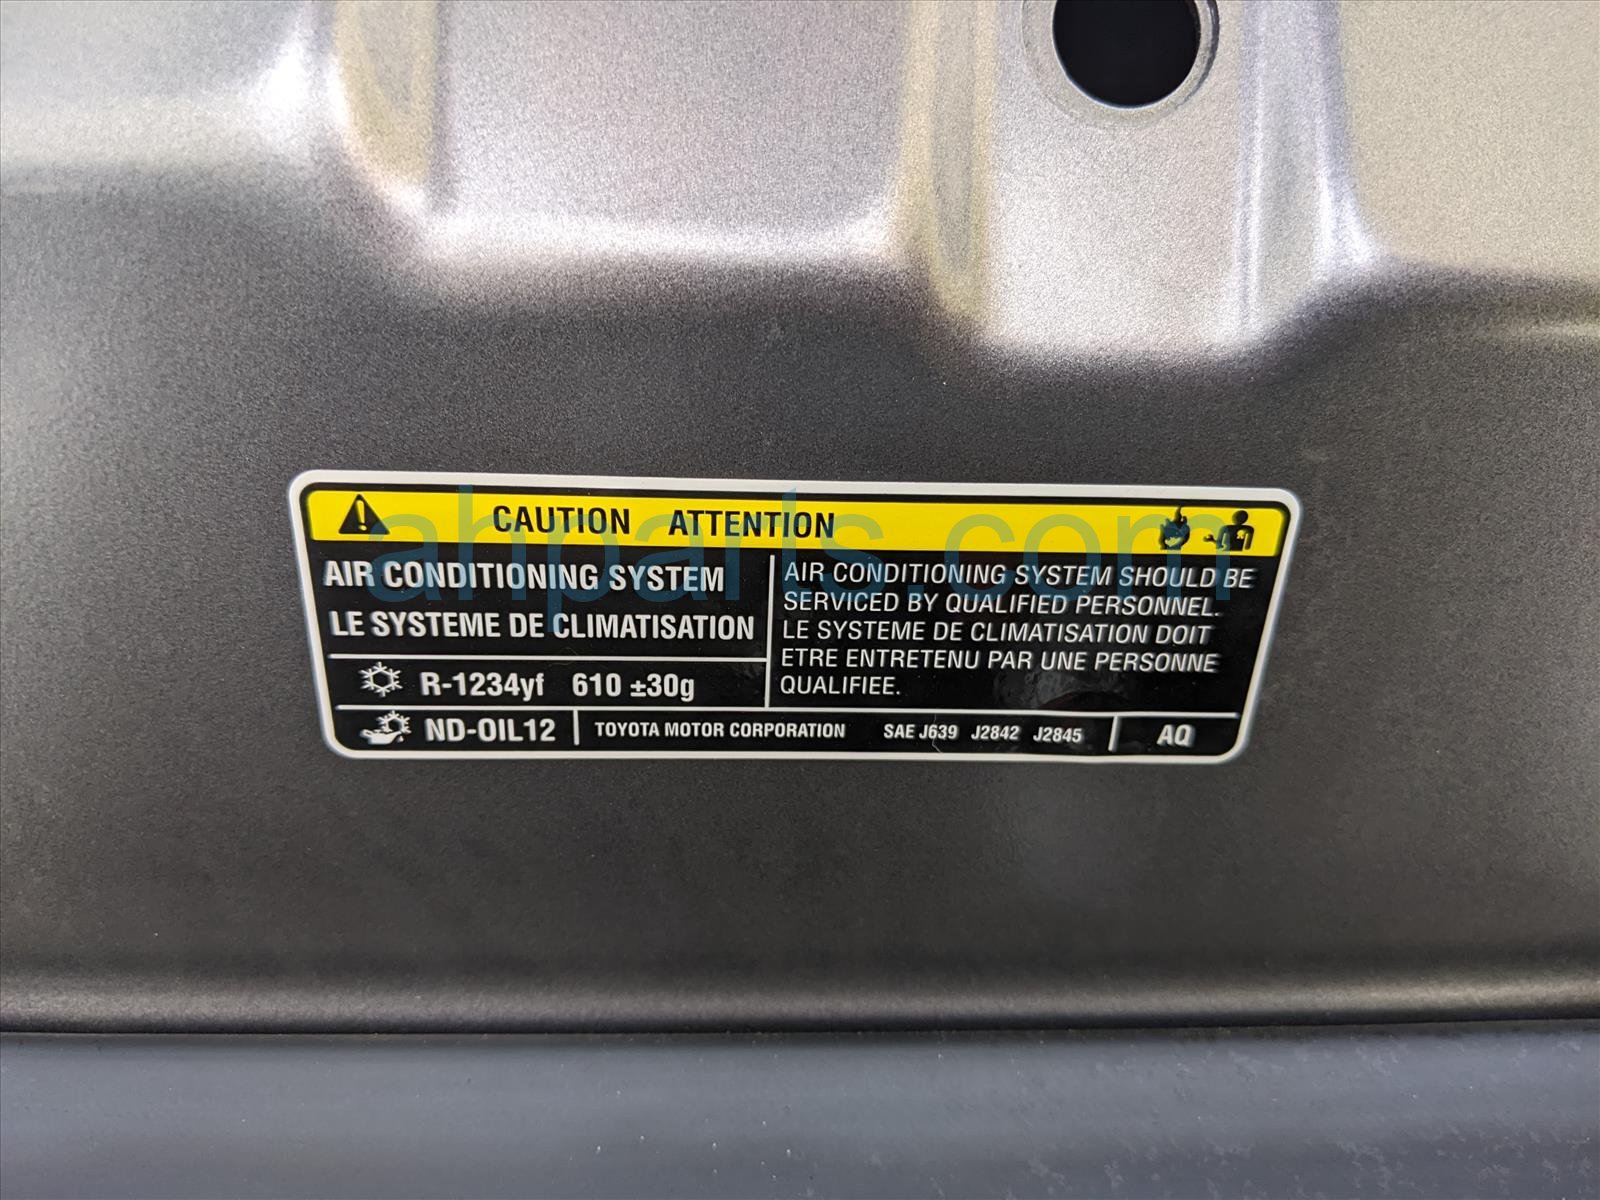 CAUTION ATTENTION
AIR CONDITIONING SYSTEM
LE SYSTEME DE CLIMATISATION
R-1234yf 610 ±30g
AIR CONDITIONING SYSTEM SHOULD BE
SERVICED BY QUALIFIED PERSONNEL.
LE SYSTEME DE CLIMATISATION DOIT
ETRE ENTRETENU PAR UNE PERSONNE
QUALIFIEE.
ND-OIL12 TOYOTA MOTOR CORPORATION SAE J639 J2842 J2845 AQ
ahparts.com